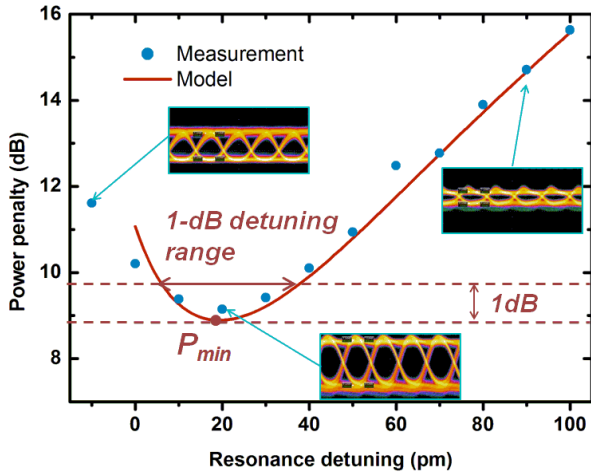 16
14
12
10
8
Power penalty (dB)
Measurement
Model
1-dB detuning
range
1dB
Pmin
0
20
40
60
80
100
Resonance detuning (pm)